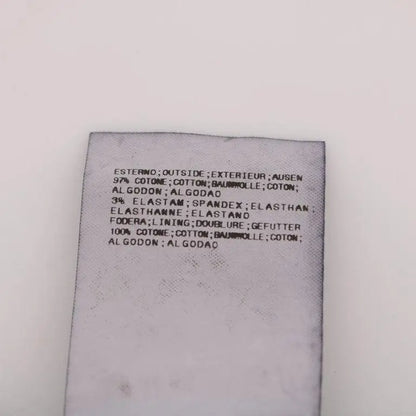 ESTERNO;OUTSIDE;EXTERIEUR;AUSEN
97% COTONE;COTTON;BAUMWOLLE;COTON;
ALGODON;ALGODAO
3% ELASTAM;SPANDEX;ELASTHAN;
ELASTHANNE;ELASTANO
FODERA;LINING;DOUBLURE;GEFUTTER
100% COTONE;COTTON;BAUMWOLLE;COTON;
ALGODON;ALGODAO